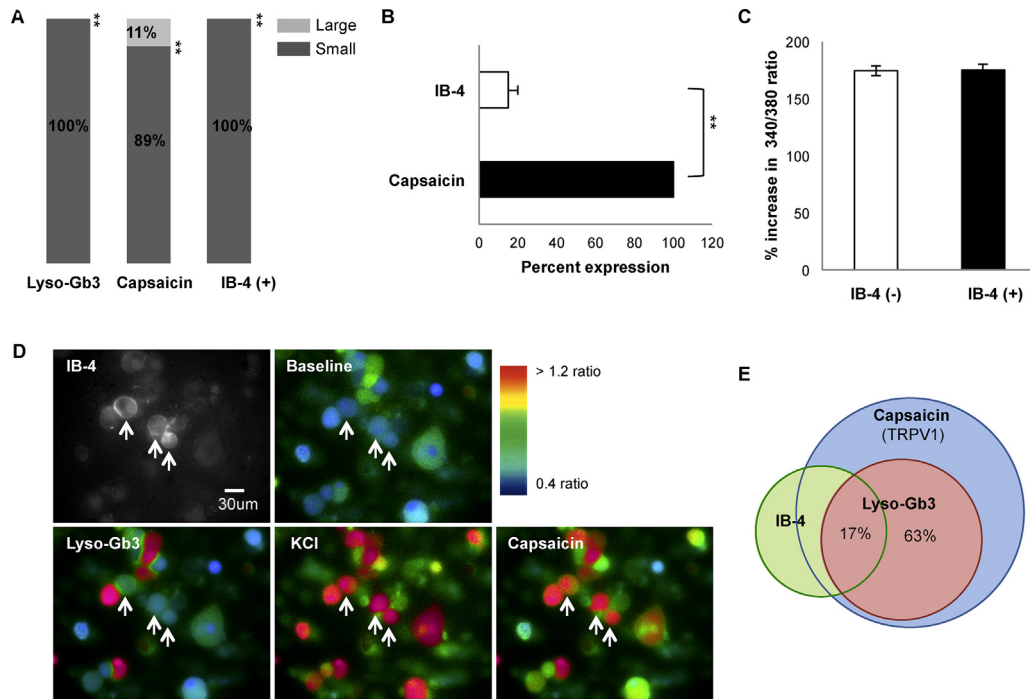 A
**
11%
**
**
Large
Small
100%
89%
100%
Lyso-Gb3
Capsaicin
IB-4 (+)
B
IB-4
Capsaicin
**
0
20
40
60
80
100
120
Percent expression
C
% increase in 340/380 ratio
200
150
100
50
0
IB-4 (-)
IB-4 (+)
D
IB-4
30um
Baseline
> 1.2 ratio
0.4 ratio
Lyso-Gb3
KCl
Capsaicin
E
Capsaicin
(TRPV1)
IB-4
Lyso-Gb3
17%
63%